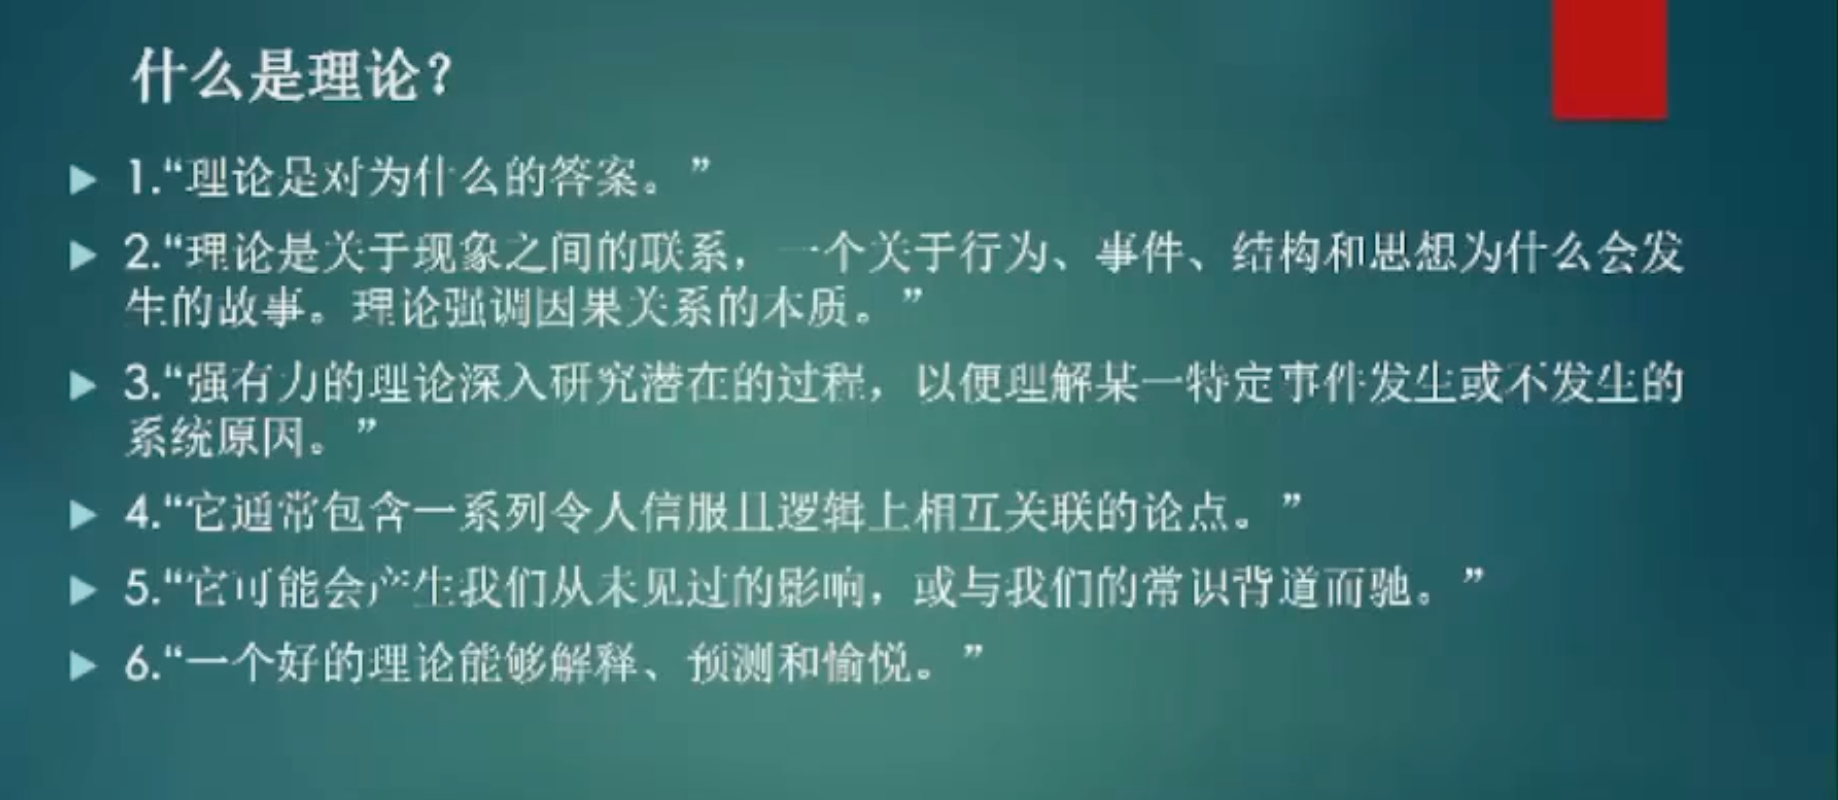 什么是理论？
1.“理论是对为什么的答案。”
2.“理论是关于现象之间的联系，一个关于行为、事件、结构和思想为什么会发
生的故事。理论强调因果关系的本质。”
3.“强有力的理论深入研究潜在的过程，以便理解某一特定事件发生或不发生的
系统原因。”
4.“它通常包含一系列令人信服且逻辑上相互关联的论点。”
5.“它可能会产生我们从未见过的影响，或与我们的常识背道而驰。”
6.“一个好的理论能够解释、预测和愉悦。”